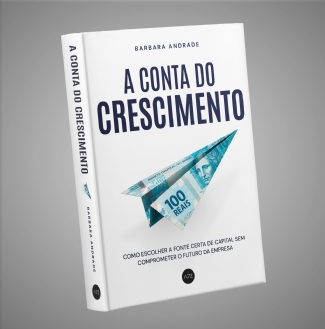 BARBARA ANDRADE
A CONTA DO
CRESCIMENTO
100
REAIS
COMO ESCOLHER A FONTE CERTA DE CAPITAL SEM
COMPROMETER O FUTURO DA EMPRESA
A CONTA DO CRESCIMENTO
BARBARA ANDRADE